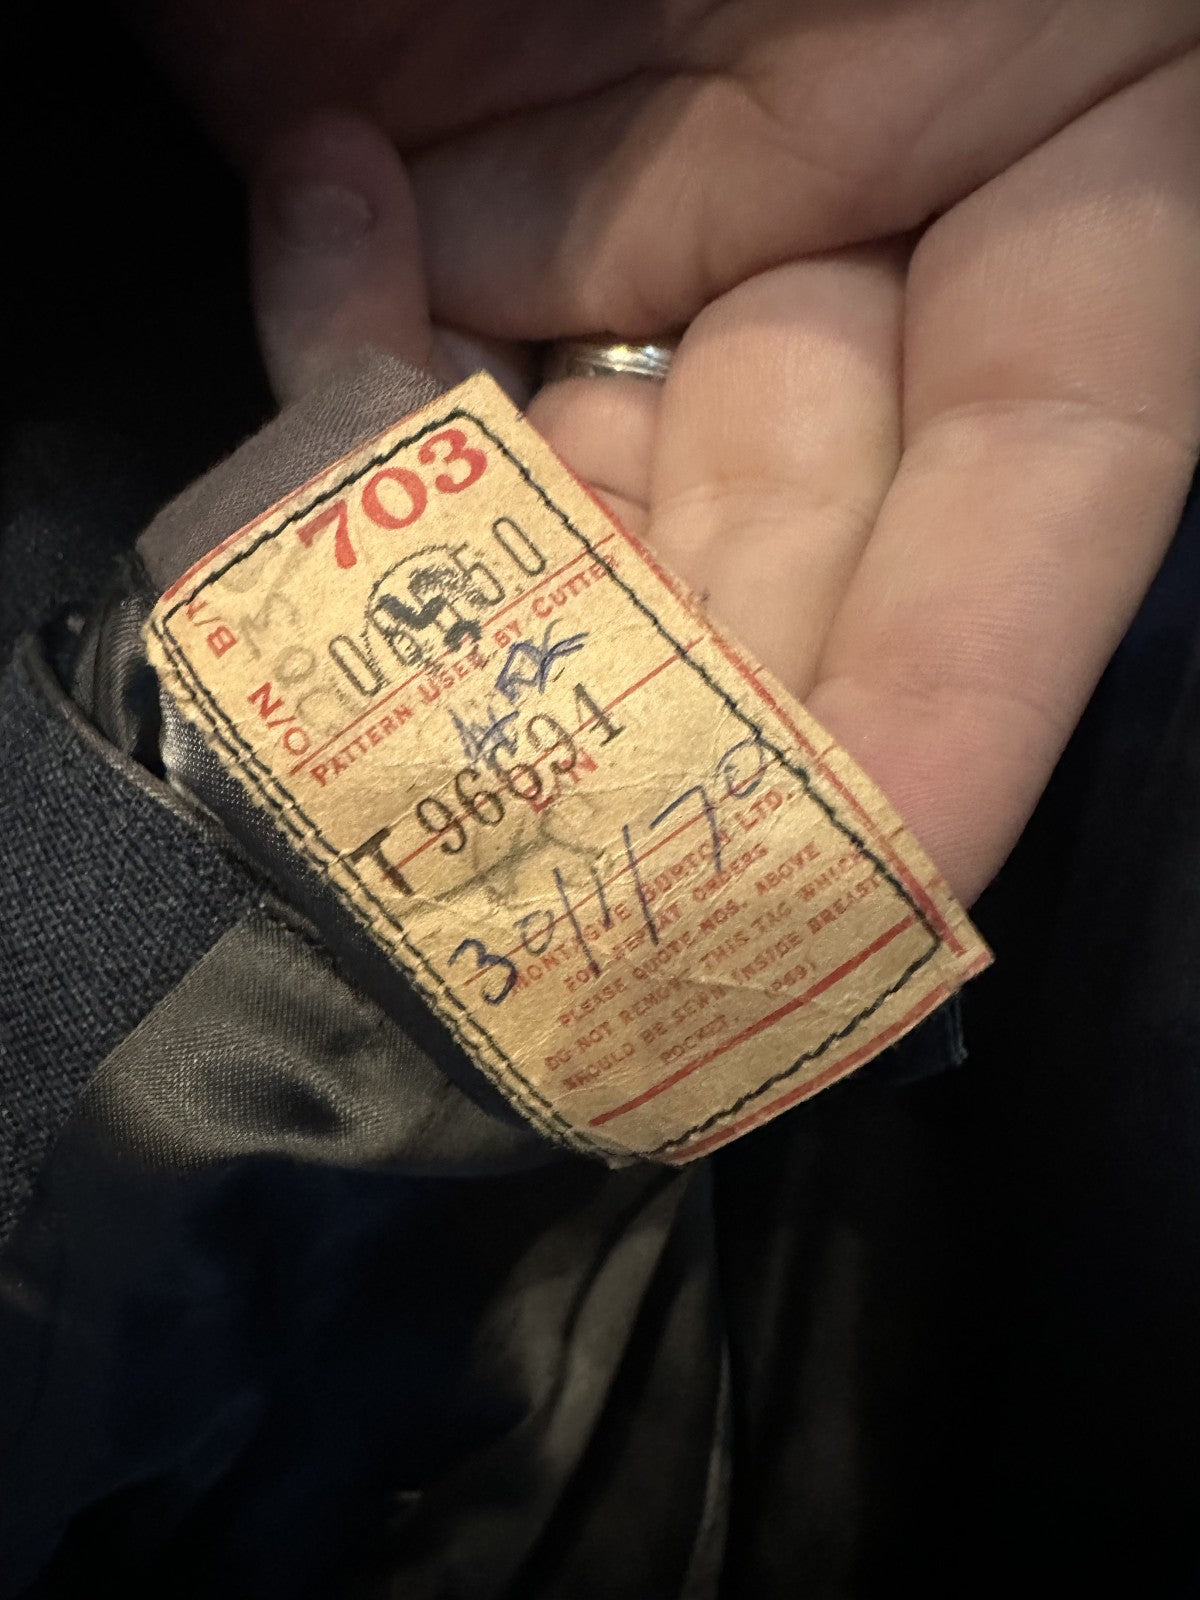 703
B/N
O/N
PATTERN USED BY CUTTER
T 96694
L/N
30/1/70
MONTAGUE BURTON LTD.
FOR REPEAT ORDERS
PLEASE QUOTE NOS. ABOVE
DO NOT REMOVE THIS TAG WHICH
SHOULD BE SEWN INSIDE BREAST
POCKET.